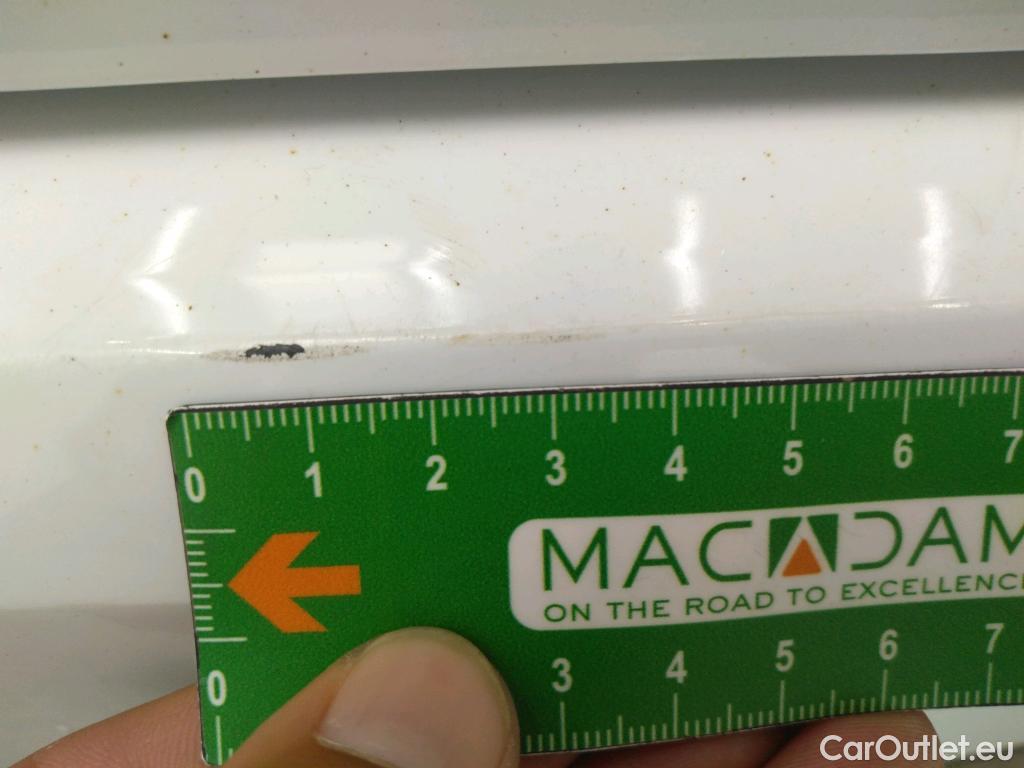 0 1 2 3 4 5 6 7
MACADAM
ON THE ROAD TO EXCELLENCE
0 3 4 5 6 7
CarOutlet.eu